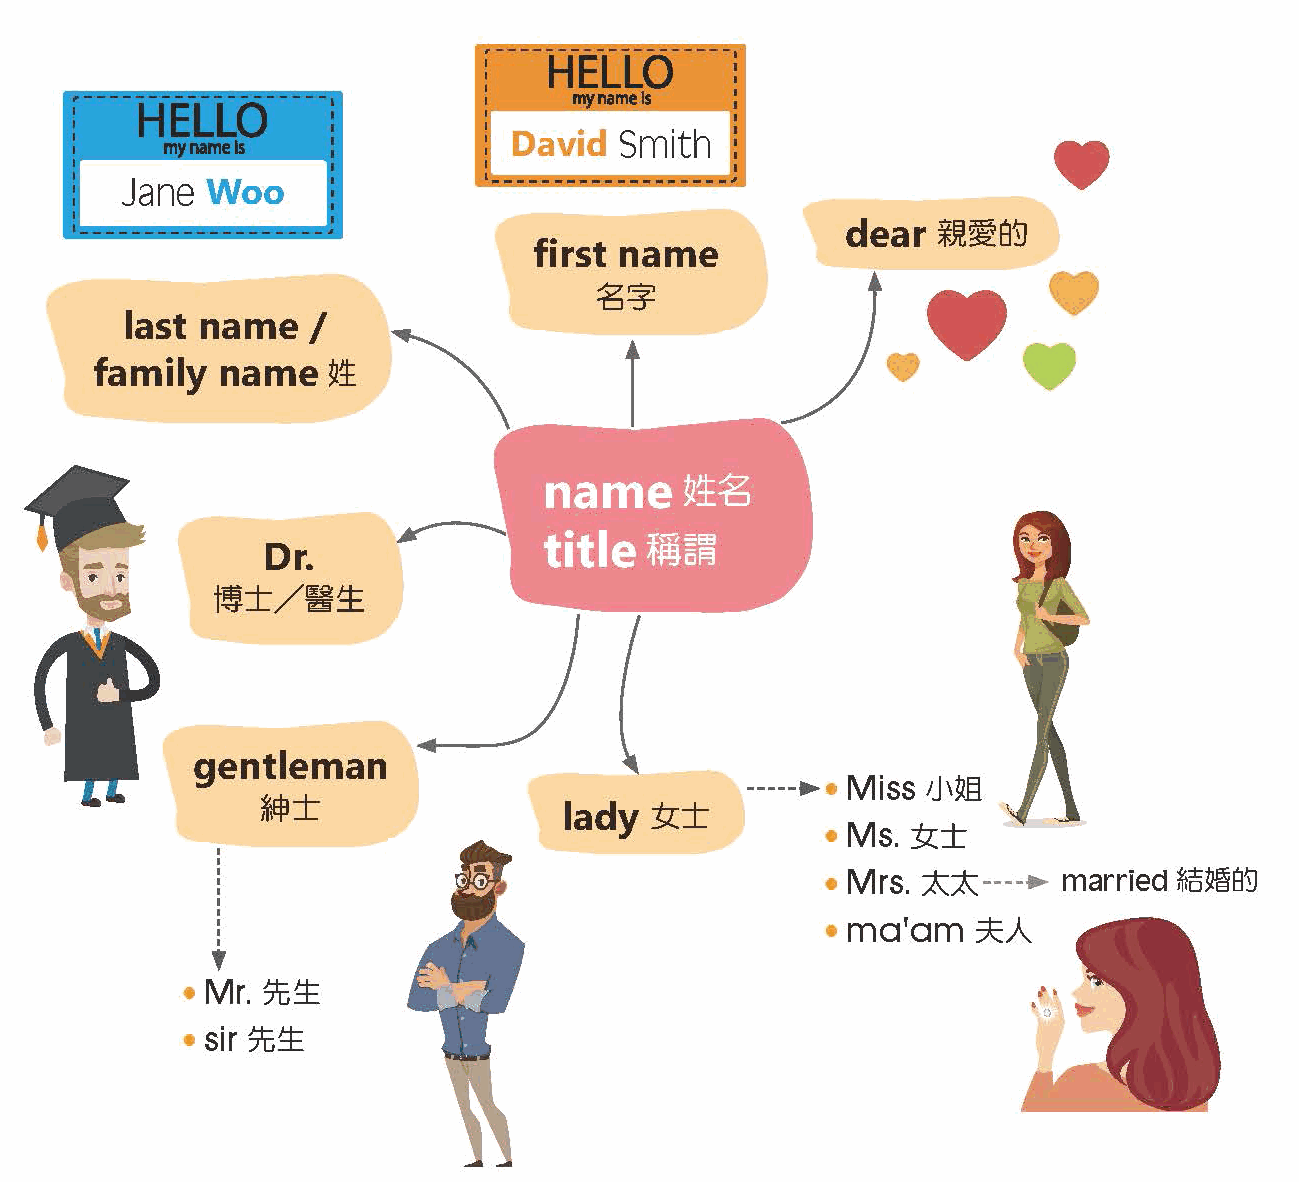 HELLO
my name is
David Smith
HELLO
my name is
Jane Woo
dear 親愛的
first name
名字
last name /
family name 姓
name 姓名
title 稱謂
Dr.
博士／醫生
gentleman
紳士
lady 女士
• Miss 小姐
• Ms. 女士
• Mrs. 太太
married 結婚的
• ma'am 夫人
• Mr. 先生
• sir 先生